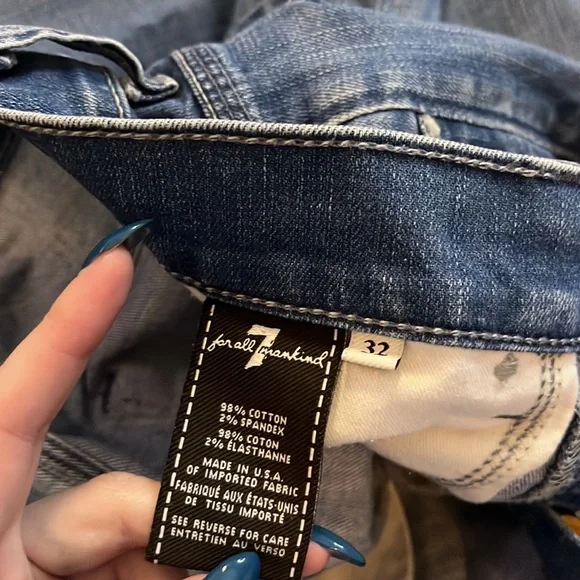 7
for all mankind
32
98% COTTON
2% SPANDEX
98% COTON
2% ÉLASTHANNE
MADE IN U.S.A.
OF IMPORTED FABRIC
FABRIQUÉ AUX ÉTATS-UNIS
DE TISSU IMPORTÉ
SEE REVERSE FOR CARE
ENTRETIEN AU VERSO